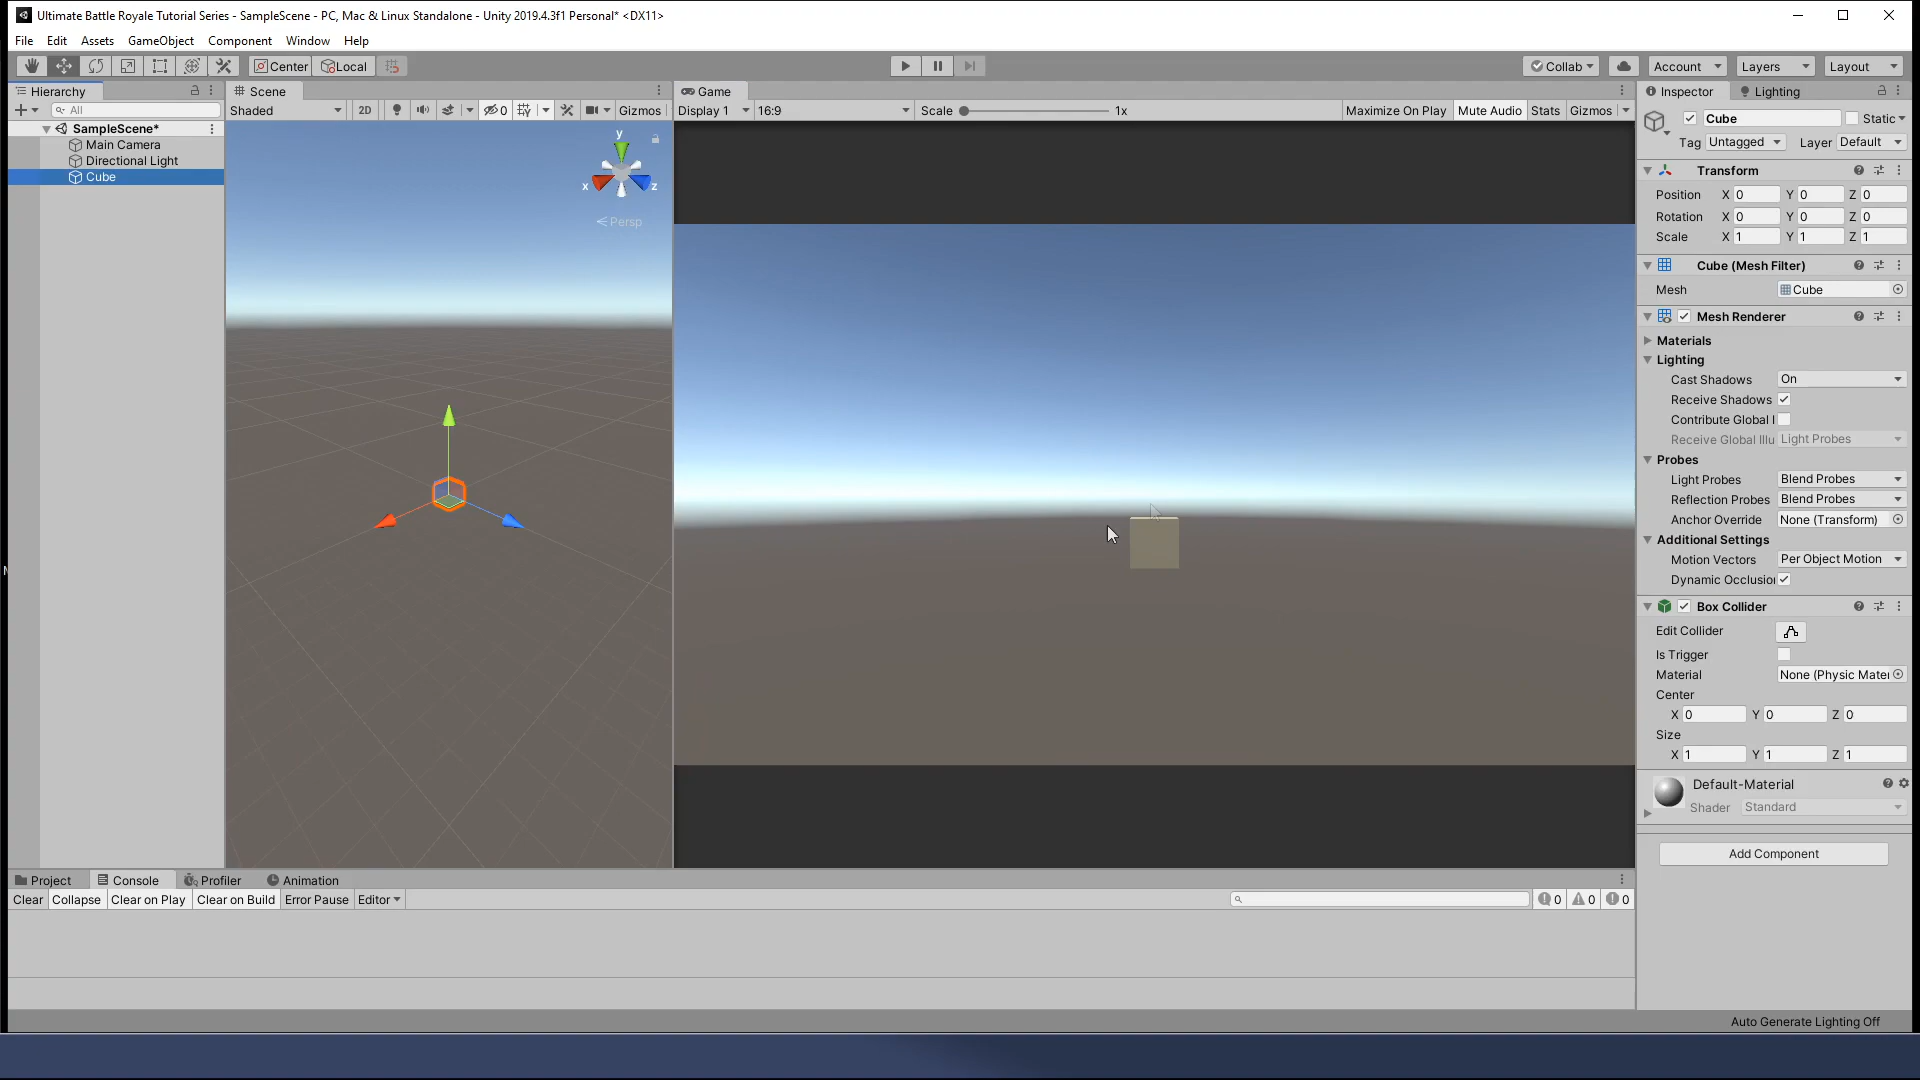 Ultimate Battle Royale Tutorial Series - SampleScene - PC, Mac & Linux Standalone - Unity 2019.4.3f1 Personal* <DX11>
File Edit Assets GameObject Component Window Help
Center Local Collab Account Layers Layout
Hierarchy
All
SampleScene*
Main Camera
Directional Light
Cube
Scene
Shaded 2D 0 Gizmos
y
x z
Persp
Game
Display 1 16:9 Scale 1x Maximize On Play Mute Audio Stats Gizmos
Inspector Lighting
Cube Static
Tag Untagged Layer Default
Transform
Position X 0 Y 0 Z 0
Rotation X 0 Y 0 Z 0
Scale X 1 Y 1 Z 1
Cube (Mesh Filter)
Mesh Cube
Mesh Renderer
Materials
Lighting
Cast Shadows On
Receive Shadows
Contribute Global I
Receive Global Illu Light Probes
Probes
Light Probes Blend Probes
Reflection Probes Blend Probes
Anchor Override None (Transform)
Additional Settings
Motion Vectors Per Object Motion
Dynamic Occlusio
Box Collider
Edit Collider
Is Trigger
Material None (Physic Mate
Center
X 0 Y 0 Z 0
Size
X 1 Y 1 Z 1
Default-Material
Shader Standard
Add Component
Project Console Profiler Animation
Clear Collapse Clear on Play Clear on Build Error Pause Editor 0 0 0
Auto Generate Lighting Off